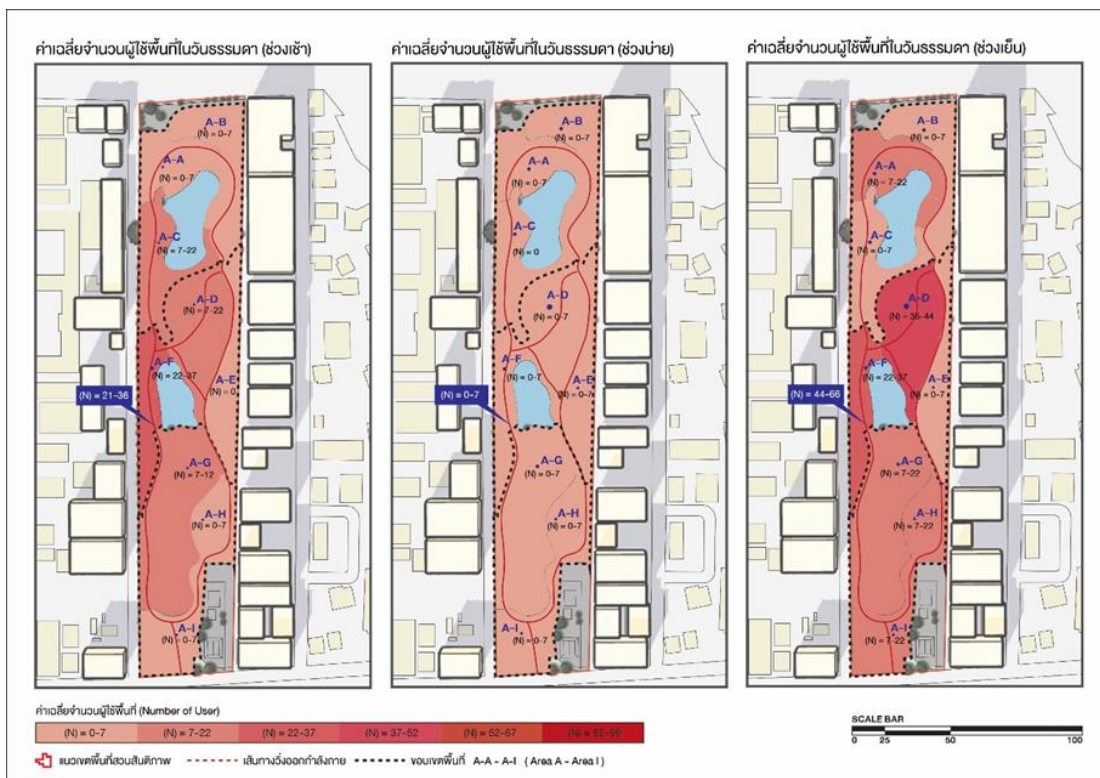 ค่าเฉลี่ยจำนวนผู้ใช้พื้นที่ในวันธรรมดา (ช่วงเช้า)
A-B
(N) = 0-7
A-A
(N) = 0-7
A-C
(N) = 7-22
A-D
(N) = 7-22
A-F
(N) = 22-37
A-E
(N) = 0
(N) = 21-36
A-G
(N) = 7-12
A-H
(N) = 0-7
A-I
(N) = 0-7
ค่าเฉลี่ยจำนวนผู้ใช้พื้นที่ในวันธรรมดา (ช่วงบ่าย)
A-B
(N) = 0-7
A-A
(N) = 0-7
A-C
(N) = 0
A-D
(N) = 0-7
A-F
(N) = 0-7
(N) = 0-7
(N) = 0-7
A-G
(N) = 0-7
A-H
(N) = 0-7
A-I
(N) = 0-7
ค่าเฉลี่ยจำนวนผู้ใช้พื้นที่ในวันธรรมดา (ช่วงเย็น)
A-B
(N) = 0-7
A-A
(N) = 7-22
A-C
(N) = 0-7
A-D
(N) = 36-44
A-F
(N) = 22-37
A-E
(N) = 0-7
(N) = 44-66
A-G
(N) = 7-22
A-H
(N) = 7-22
A-I
(N) = 7-22
ค่าเฉลี่ยจำนวนผู้ใช้พื้นที่ (Number of User)
(N) = 0-7
(N) = 7-22
(N) = 22-37
(N) = 37-52
(N) = 52-67
แนวเขตพื้นที่สวนสันติภาพ
เส้นทางวิ่งออกกำลังกาย
ขอบเขตพื้นที่ A-A - A-I ( Area A - Area I )
SCALE BAR
0 25 50 100